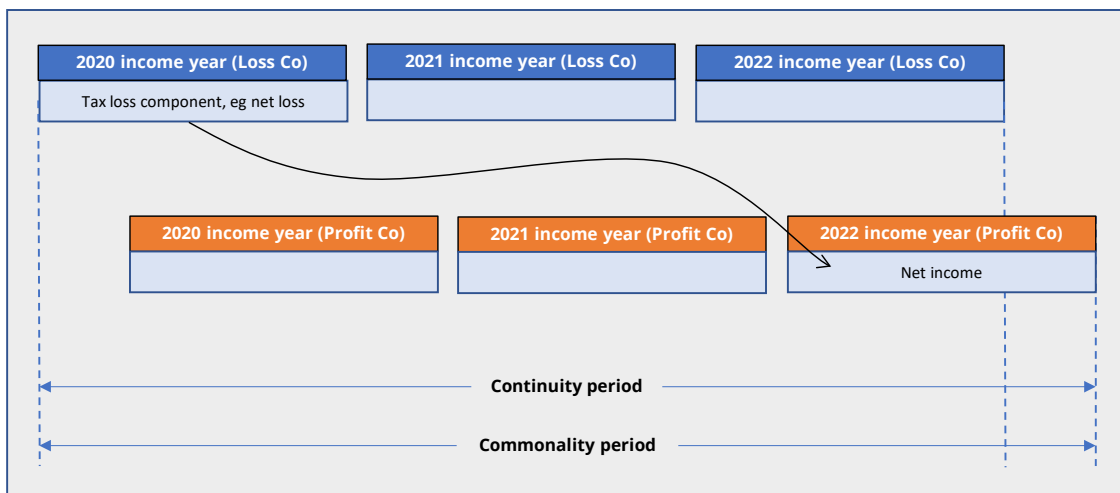 2020 income year (Loss Co)
2021 income year (Loss Co)
2022 income year (Loss Co)
Tax loss component, eg net loss
2020 income year (Profit Co)
2021 income year (Profit Co)
2022 income year (Profit Co)
Net income
Continuity period
Commonality period